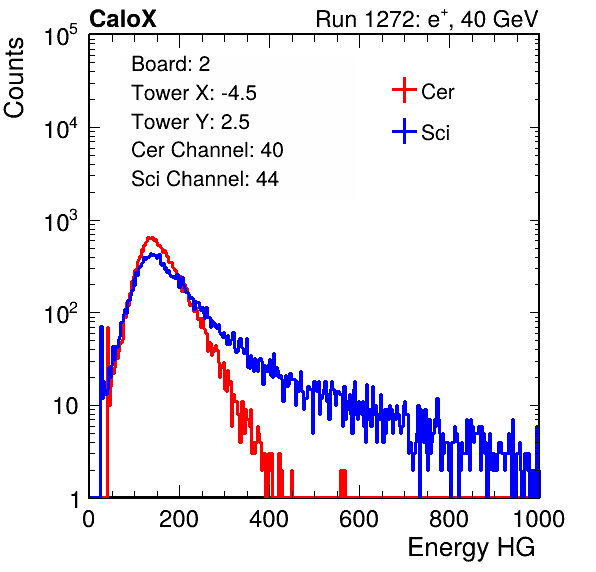 CaloX
Run 1272: e+, 40 GeV
Counts
Board: 2
Tower X: -4.5
Tower Y: 2.5
Cer Channel: 40
Sci Channel: 44
Cer
Sci
10^5
10^4
10^3
10^2
10
1
0 200 400 600 800 1000
Energy HG